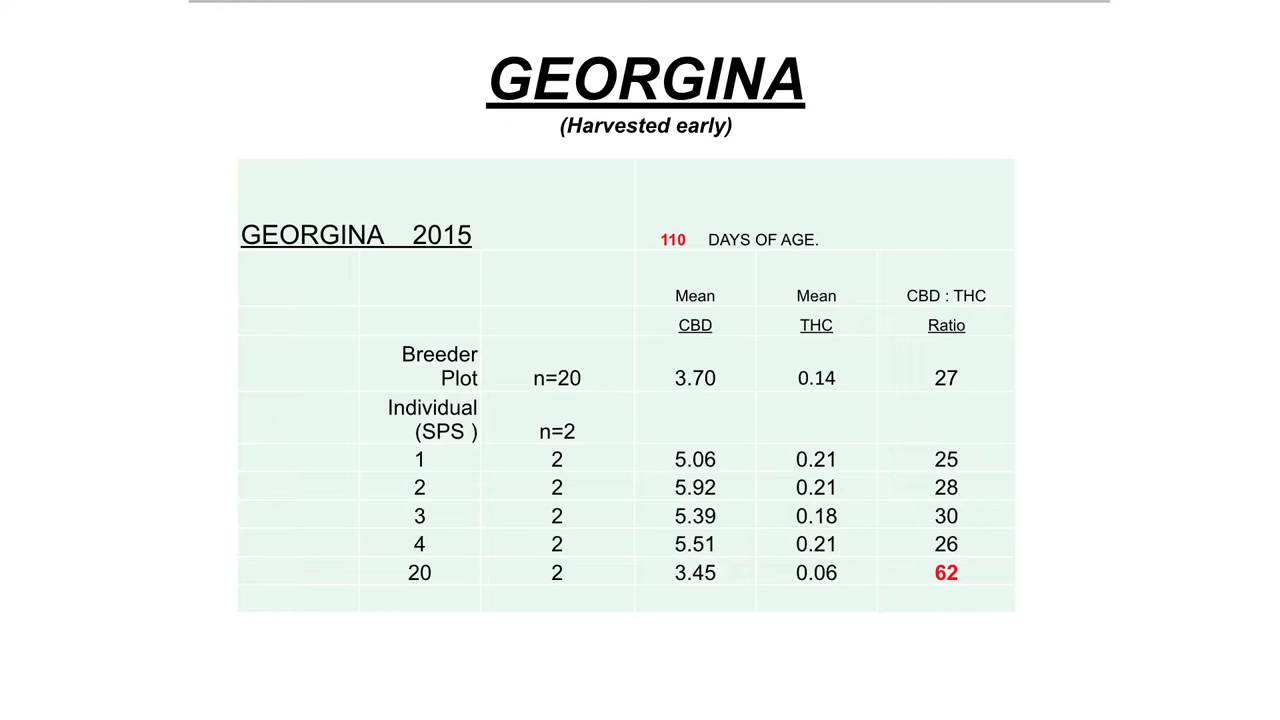 GEORGINA
(Harvested early)
GEORGINA 2015 110 DAYS OF AGE.
Mean Mean CBD : THC
CBD THC Ratio
Breeder
Plot n=20 3.70 0.14 27
Individual
(SPS ) n=2
1 2 5.06 0.21 25
2 2 5.92 0.21 28
3 2 5.39 0.18 30
4 2 5.51 0.21 26
20 2 3.45 0.06 62